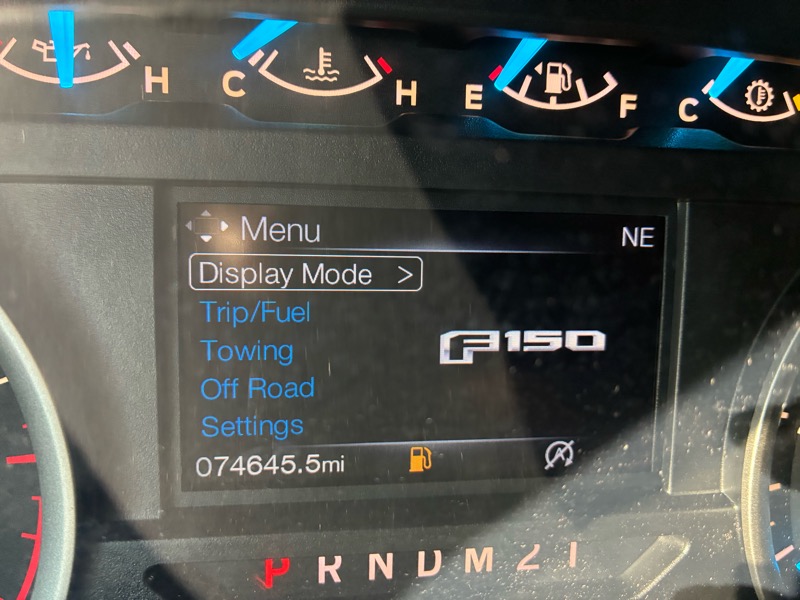 H C H E F C
Menu NE
Display Mode >
Trip/Fuel
F150
Towing
Off Road
Settings
074645.5mi A
P R N D M 2 1